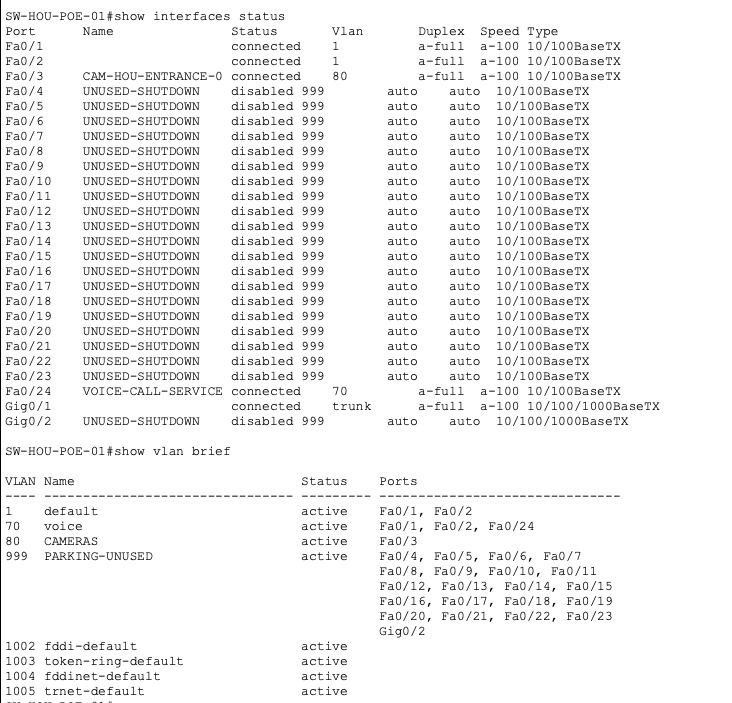 SW-HOU-POE-01#show interfaces status
Port      Name               Status       Vlan       Duplex  Speed Type
Fa0/1                        connected    1          a-full  a-100 10/100BaseTX
Fa0/2                        connected    1          a-full  a-100 10/100BaseTX
Fa0/3     CAM-HOU-ENTRANCE-0 connected    80         a-full  a-100 10/100BaseTX
Fa0/4     UNUSED-SHUTDOWN    disabled 999        auto    auto  10/100BaseTX
Fa0/5     UNUSED-SHUTDOWN    disabled 999        auto    auto  10/100BaseTX
Fa0/6     UNUSED-SHUTDOWN    disabled 999        auto    auto  10/100BaseTX
Fa0/7     UNUSED-SHUTDOWN    disabled 999        auto    auto  10/100BaseTX
Fa0/8     UNUSED-SHUTDOWN    disabled 999        auto    auto  10/100BaseTX
Fa0/9     UNUSED-SHUTDOWN    disabled 999        auto    auto  10/100BaseTX
Fa0/10    UNUSED-SHUTDOWN    disabled 999        auto    auto  10/100BaseTX
Fa0/11    UNUSED-SHUTDOWN    disabled 999        auto    auto  10/100BaseTX
Fa0/12    UNUSED-SHUTDOWN    disabled 999        auto    auto  10/100BaseTX
Fa0/13    UNUSED-SHUTDOWN    disabled 999        auto    auto  10/100BaseTX
Fa0/14    UNUSED-SHUTDOWN    disabled 999        auto    auto  10/100BaseTX
Fa0/15    UNUSED-SHUTDOWN    disabled 999        auto    auto  10/100BaseTX
Fa0/16    UNUSED-SHUTDOWN    disabled 999        auto    auto  10/100BaseTX
Fa0/17    UNUSED-SHUTDOWN    disabled 999        auto    auto  10/100BaseTX
Fa0/18    UNUSED-SHUTDOWN    disabled 999        auto    auto  10/100BaseTX
Fa0/19    UNUSED-SHUTDOWN    disabled 999        auto    auto  10/100BaseTX
Fa0/20    UNUSED-SHUTDOWN    disabled 999        auto    auto  10/100BaseTX
Fa0/21    UNUSED-SHUTDOWN    disabled 999        auto    auto  10/100BaseTX
Fa0/22    UNUSED-SHUTDOWN    disabled 999        auto    auto  10/100BaseTX
Fa0/23    UNUSED-SHUTDOWN    disabled 999        auto    auto  10/100BaseTX
Fa0/24    VOICE-CALL-SERVICE connected    70         a-full  a-100 10/100BaseTX
Gig0/1                       connected    trunk      a-full  a-100 10/100/1000BaseTX
Gig0/2    UNUSED-SHUTDOWN    disabled 999        auto    auto  10/100/1000BaseTX
SW-HOU-POE-01#show vlan brief
VLAN Name                             Status    Ports
---- -------------------------------- --------- -------------------------------
1    default                          active    Fa0/1, Fa0/2
70   voice                            active    Fa0/1, Fa0/2, Fa0/24
80   CAMERAS                          active    Fa0/3
999  PARKING-UNUSED                   active    Fa0/4, Fa0/5, Fa0/6, Fa0/7
                                                Fa0/8, Fa0/9, Fa0/10, Fa0/11
                                                Fa0/12, Fa0/13, Fa0/14, Fa0/15
                                                Fa0/16, Fa0/17, Fa0/18, Fa0/19
                                                Fa0/20, Fa0/21, Fa0/22, Fa0/23
                                                Gig0/2
1002 fddi-default                     active
1003 token-ring-default               active
1004 fddinet-default                  active
1005 trnet-default                    active